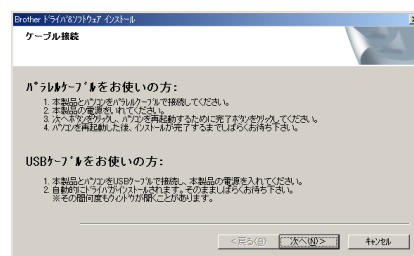 Brother ドライバ&ソフトウェア インストール
ケーブル接続
パラレルケーブルをお使いの方:
1. 本製品とパソコンをパラレルケーブルで接続してください。
2. 本製品の電源をいれてください。
3. 次へボタンをクリックし、パソコンを再起動するために完了ボタンをクリックしてください。
4. パソコンを再起動した後、インストールが完了するまでしばらくお待ち下さい。
USBケーブルをお使いの方:
1. 本製品とパソコンをUSBケーブルで接続し、本製品の電源を入れてください。
2. 自動的にドライバがインストールされます。そのまましばらくお待ち下さい。
※その間何度もウィンドウが開くことがあります。
<戻る(B) 次へ(N)> キャンセル